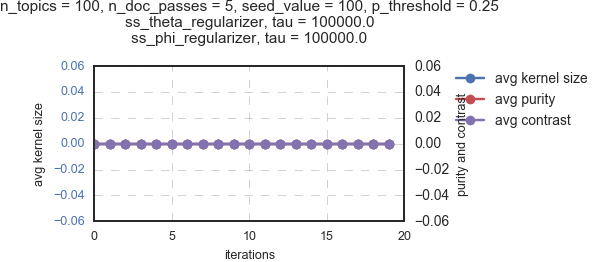 n_topics = 100, n_doc_passes = 5, seed_value = 100, p_threshold = 0.25
ss_theta_regularizer, tau = 100000.0
ss_phi_regularizer, tau = 100000.0
0.06
0.04
0.02
0.00
−0.02
−0.04
−0.06
avg kernel size
0
5
10
15
20
iterations
0.06
0.04
0.02
0.00
−0.02
−0.04
−0.06
purity and contrast
avg kernel size
avg purity
avg contrast